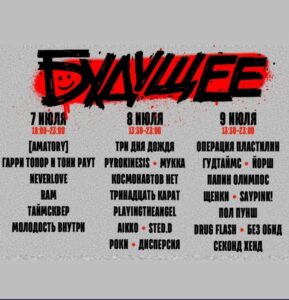 БУДУЩЕЕ
7 ИЮЛЯ
18:00-23:00
[AMATORY]
ГАРРИ ТОПОР И ТОНИ РАУТ
NEVERLOVE
RAM
ТАЙМСКВЕР
МОЛОДОСТЬ ВНУТРИ
8 ИЮЛЯ
13:30-23:00
ТРИ ДНЯ ДОЖДЯ
PYROKINESIS • МУККА
КОСМОНАВТОВ НЕТ
ТРИНАДЦАТЬ КАРАТ
PLAYINGTHEANGEL
AIKKO • STED.D
РОКИ • ДИСПЕРСИЯ
9 ИЮЛЯ
13:30-23:00
ОПЕРАЦИЯ ПЛАСТИЛИН
ГУДТАЙМС • ЙОРШ
ПАПИН ОЛИМПОС
ЩЕНКИ • SAYPINK!
ПОЛ ПУНШ
DRUG FLASH • БЕЗ ОБИД
СЕКОНД ХЕНД